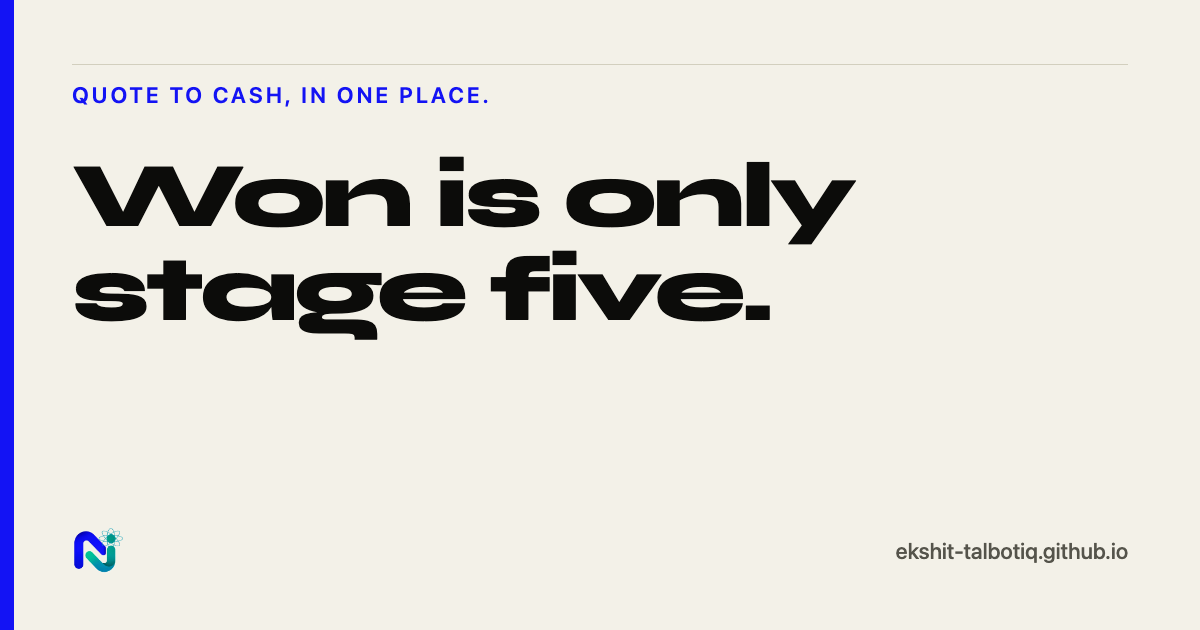 QUOTE TO CASH, IN ONE PLACE.
Won is only
stage five.
ekshit-talbotiq.github.io